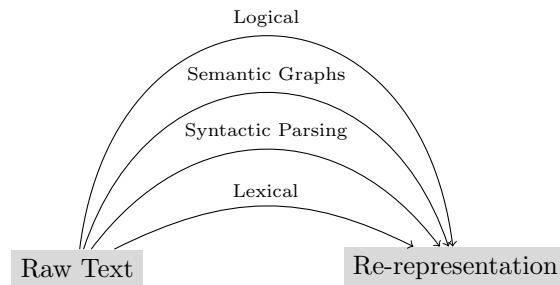 Logical
Semantic Graphs
Syntactic Parsing
Lexical
Raw Text
Re-representation